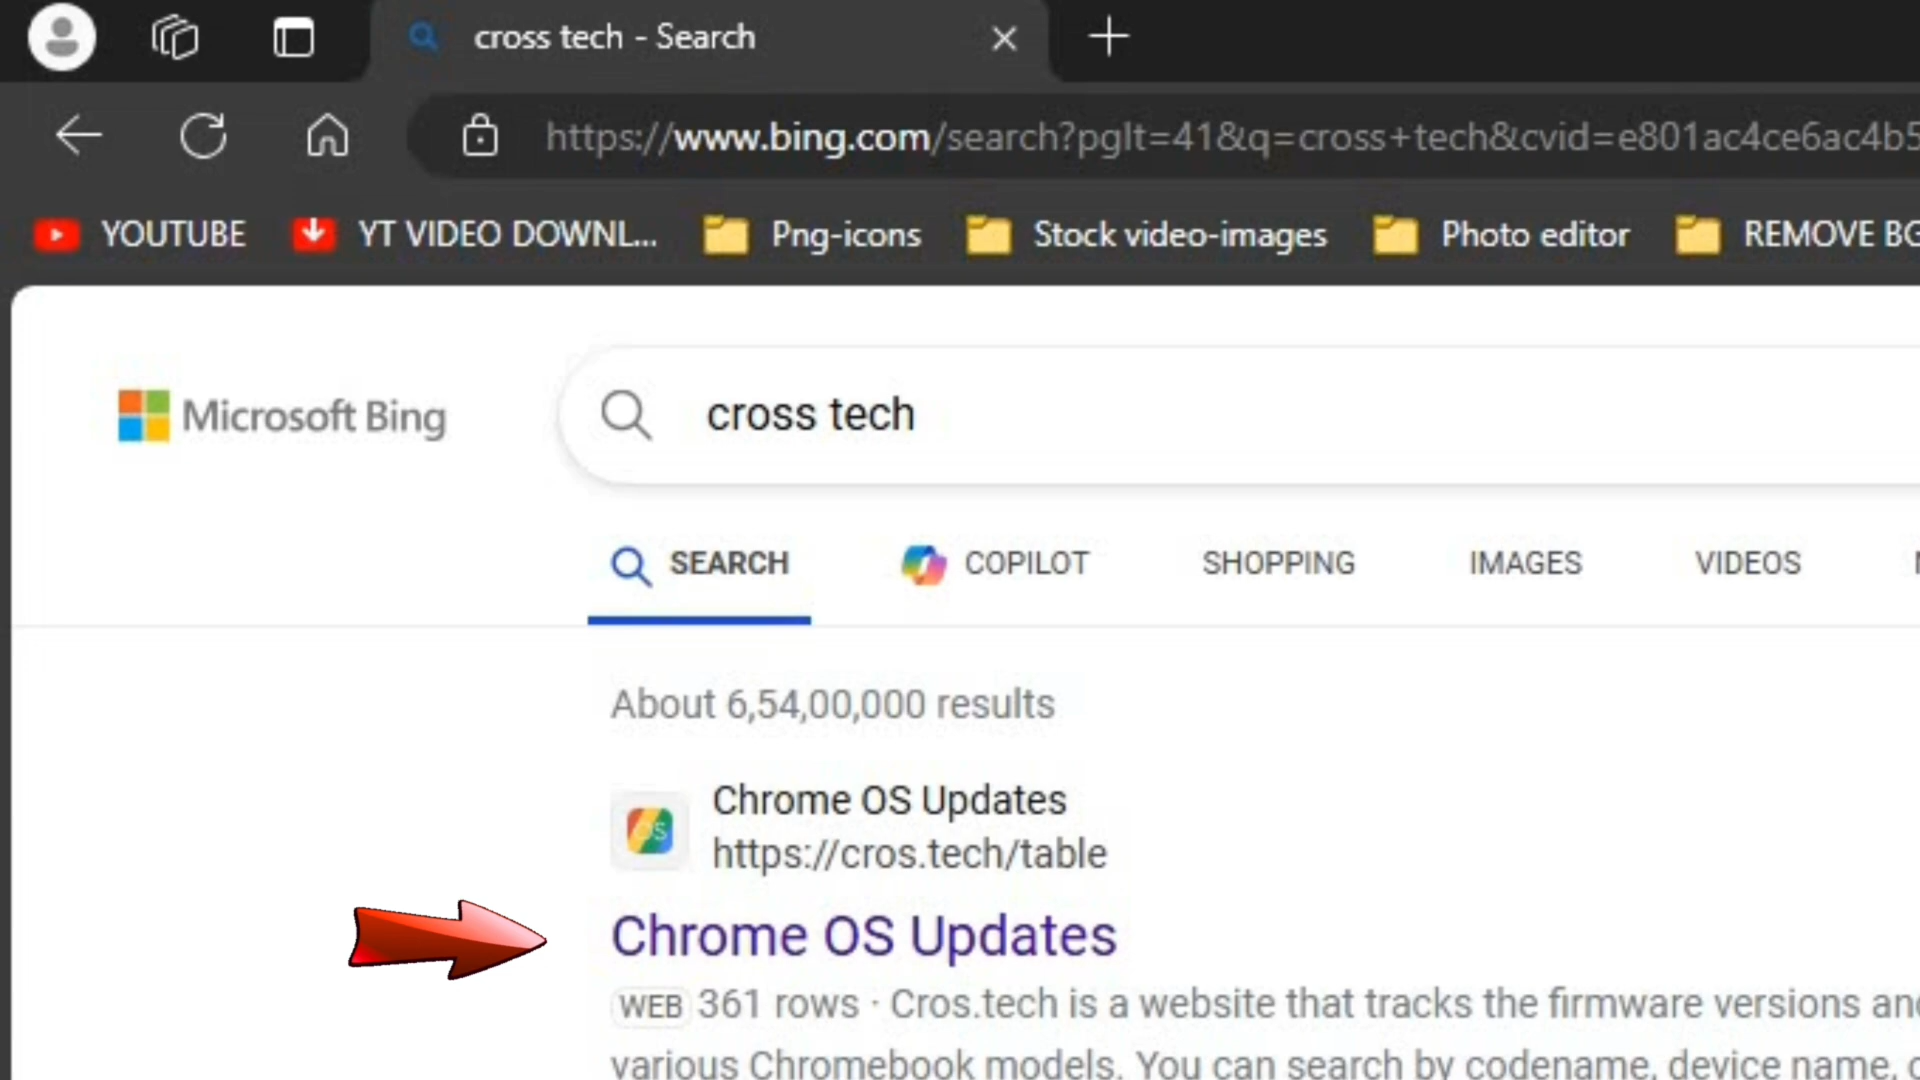 cross tech - Search
https://www.bing.com/search?pglt=41&q=cross+tech&cvid=e801ac4ce6ac4b5
YOUTUBE YT VIDEO DOWNL... Png-icons Stock video-images Photo editor REMOVE BG
Microsoft Bing cross tech
SEARCH COPILOT SHOPPING IMAGES VIDEOS
About 6,54,00,000 results
Chrome OS Updates
OS
https://cros.tech/table
Chrome OS Updates
WEB 361 rows · Cros.tech is a website that tracks the firmware versions and
various Chromebook models. You can search by codename, device name,